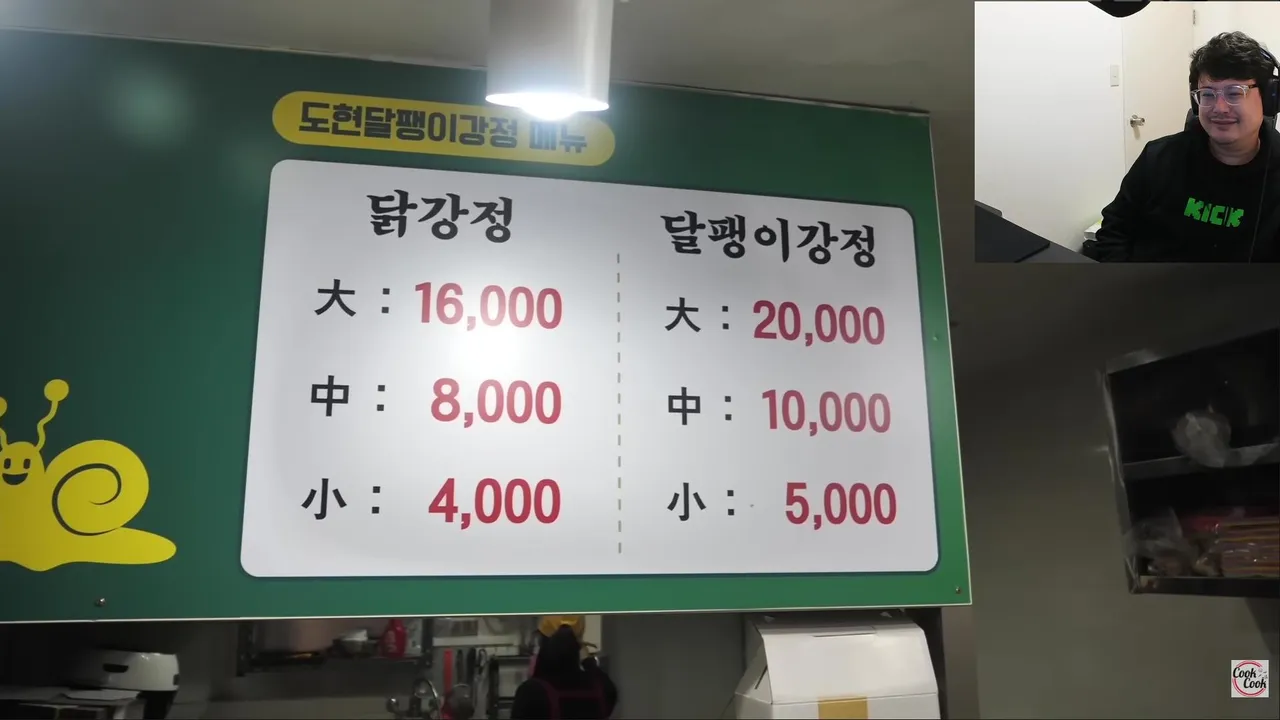 도현달팽이강정 메뉴
닭강정
大 : 16,000
中 : 8,000
小 : 4,000
달팽이강정
大 : 20,000
中 : 10,000
小 : 5,000
KICK
Cook
Cook